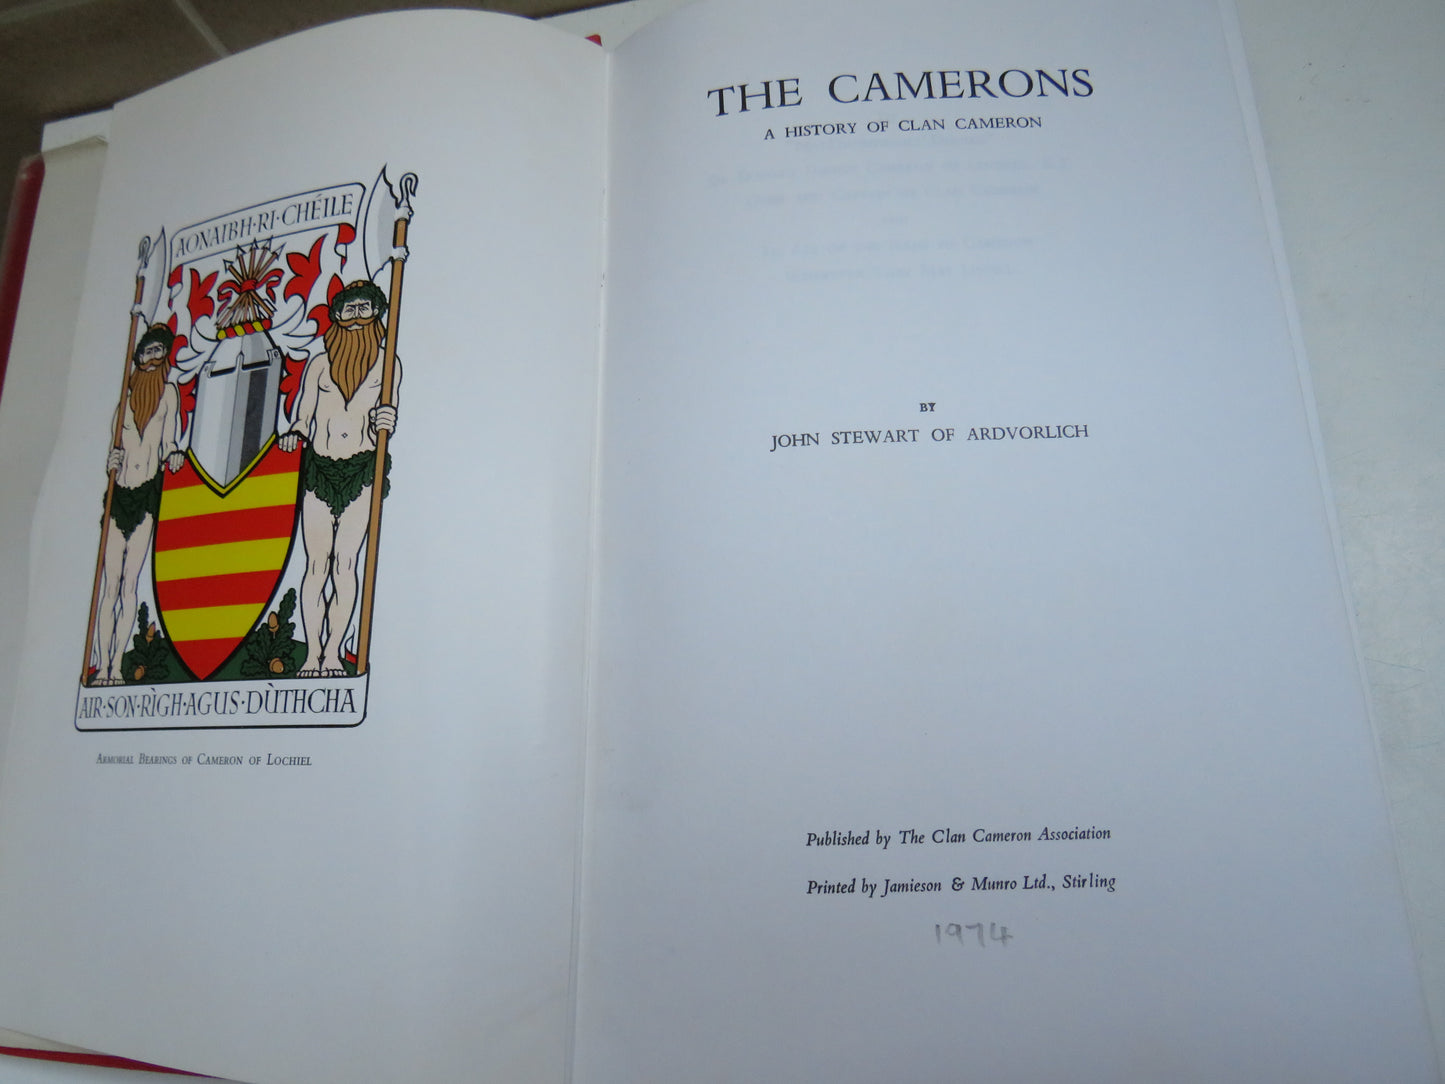 AONAIBH·RI·CHÉILE
AIR·SON·RÌGH·AGUS·DÙTHCHA
ARMORIAL BEARINGS OF CAMERON OF LOCHIEL
THE CAMERONS
A HISTORY OF CLAN CAMERON
BY
JOHN STEWART OF ARDVORLICH
Published by The Clan Cameron Association
Printed by Jamieson & Munro Ltd., Stirling
1974